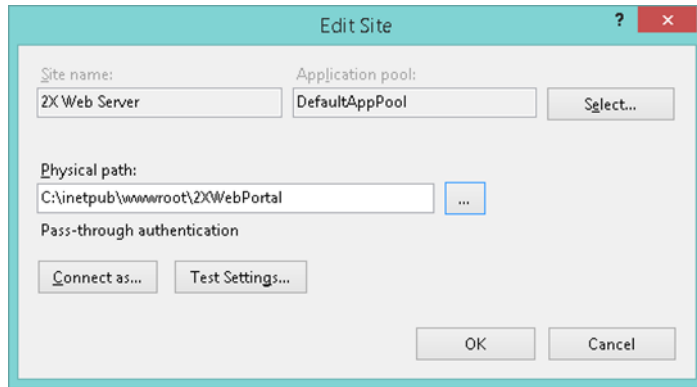 Edit Site
? ×
Site name: Application pool:
2X Web Server DefaultAppPool Select...
Physical path:
C:\inetpub\wwwroot\2XWebPortal ...
Pass-through authentication
Connect as... Test Settings...
OK Cancel